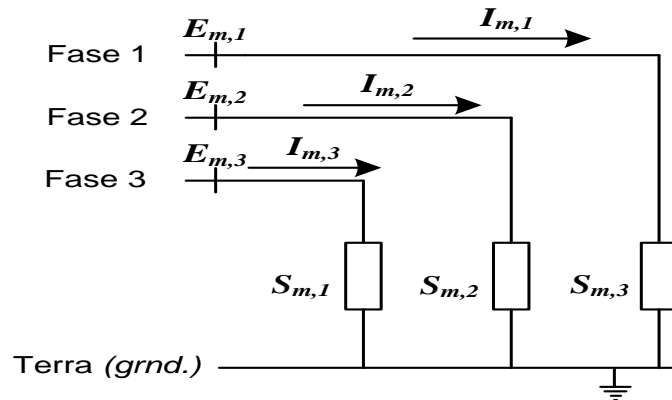 E_{m,1}
I_{m,1}
Fase 1
E_{m,2}
I_{m,2}
Fase 2
E_{m,3}
I_{m,3}
Fase 3
S_{m,1} S_{m,2} S_{m,3}
Terra (grnd.)